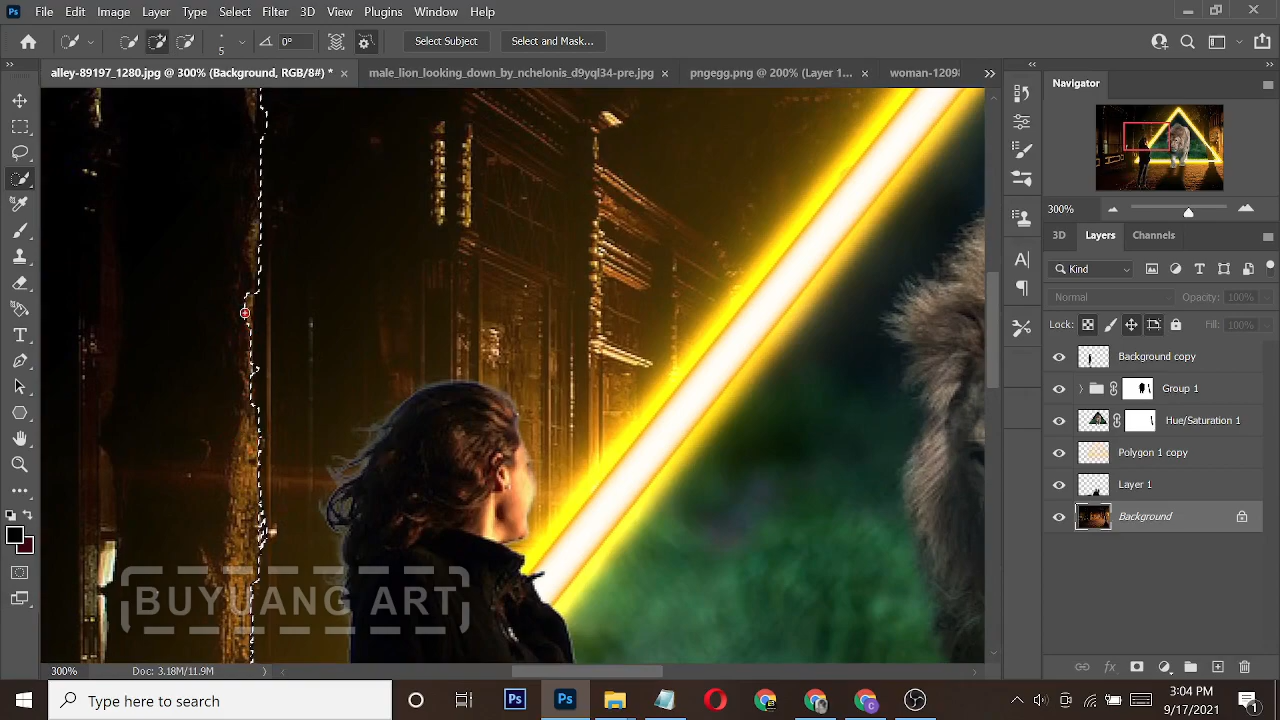 File Edit Image Layer Type Select Filter 3D View Plugins Window Help
5 0° Select Subject Select and Mask...
alley-89197_1280.jpg @ 300% (Background, RGB/8#) * × male_lion_looking_down_by_nchelonis_d9yql34-pre.jpg × pngegg.png @ 200% (Layer 1... × woman-1209
Navigator
300%
3D Layers Channels
Kind
Normal Opacity: 100%
Lock: Fill: 100%
Background copy
Group 1
Hue/Saturation 1
Polygon 1 copy
Layer 1
Background
BUYUANG ART
300% Doc: 3.18M/11.9M
Type here to search
3:04 PM
9/17/2021
1